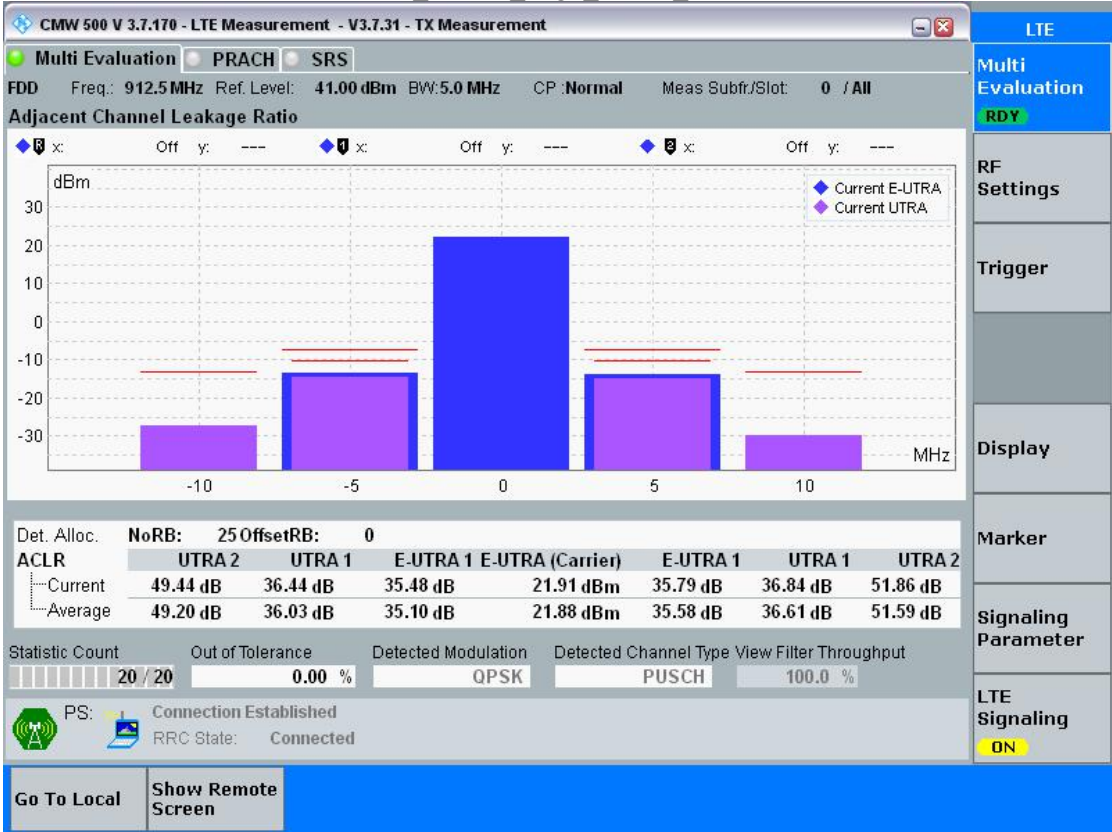 CMW 500 V 3.7.170 - LTE Measurement - V3.7.31 - TX Measurement
LTE
Multi Evaluation PRACH SRS
Multi Evaluation
RDY
FDD Freq.: 912.5 MHz Ref. Level: 41.00 dBm BW:5.0 MHz CP :Normal Meas Subfr./Slot: 0 / All
Adjacent Channel Leakage Ratio
R x: Off y: --- 1 x: Off y: --- 2 x: Off y: ---
dBm
Current E-UTRA
Current UTRA
30
20
10
0
-10
-20
-30
MHz
-10 -5 0 5 10
RF
Settings
Trigger
Display
Marker
Signaling
Parameter
LTE
Signaling
ON
Det. Alloc. NoRB: 25 OffsetRB: 0
ACLR UTRA 2 UTRA 1 E-UTRA 1 E-UTRA (Carrier) E-UTRA 1 UTRA 1 UTRA 2
Current 49.44 dB 36.44 dB 35.48 dB 21.91 dBm 35.79 dB 36.84 dB 51.86 dB
Average 49.20 dB 36.03 dB 35.10 dB 21.88 dBm 35.58 dB 36.61 dB 51.59 dB
Statistic Count Out of Tolerance Detected Modulation Detected Channel Type View Filter Throughput
20 / 20 0.00 % QPSK PUSCH 100.0 %
PS: Connection Established
RRC State: Connected
Go To Local
Show Remote
Screen